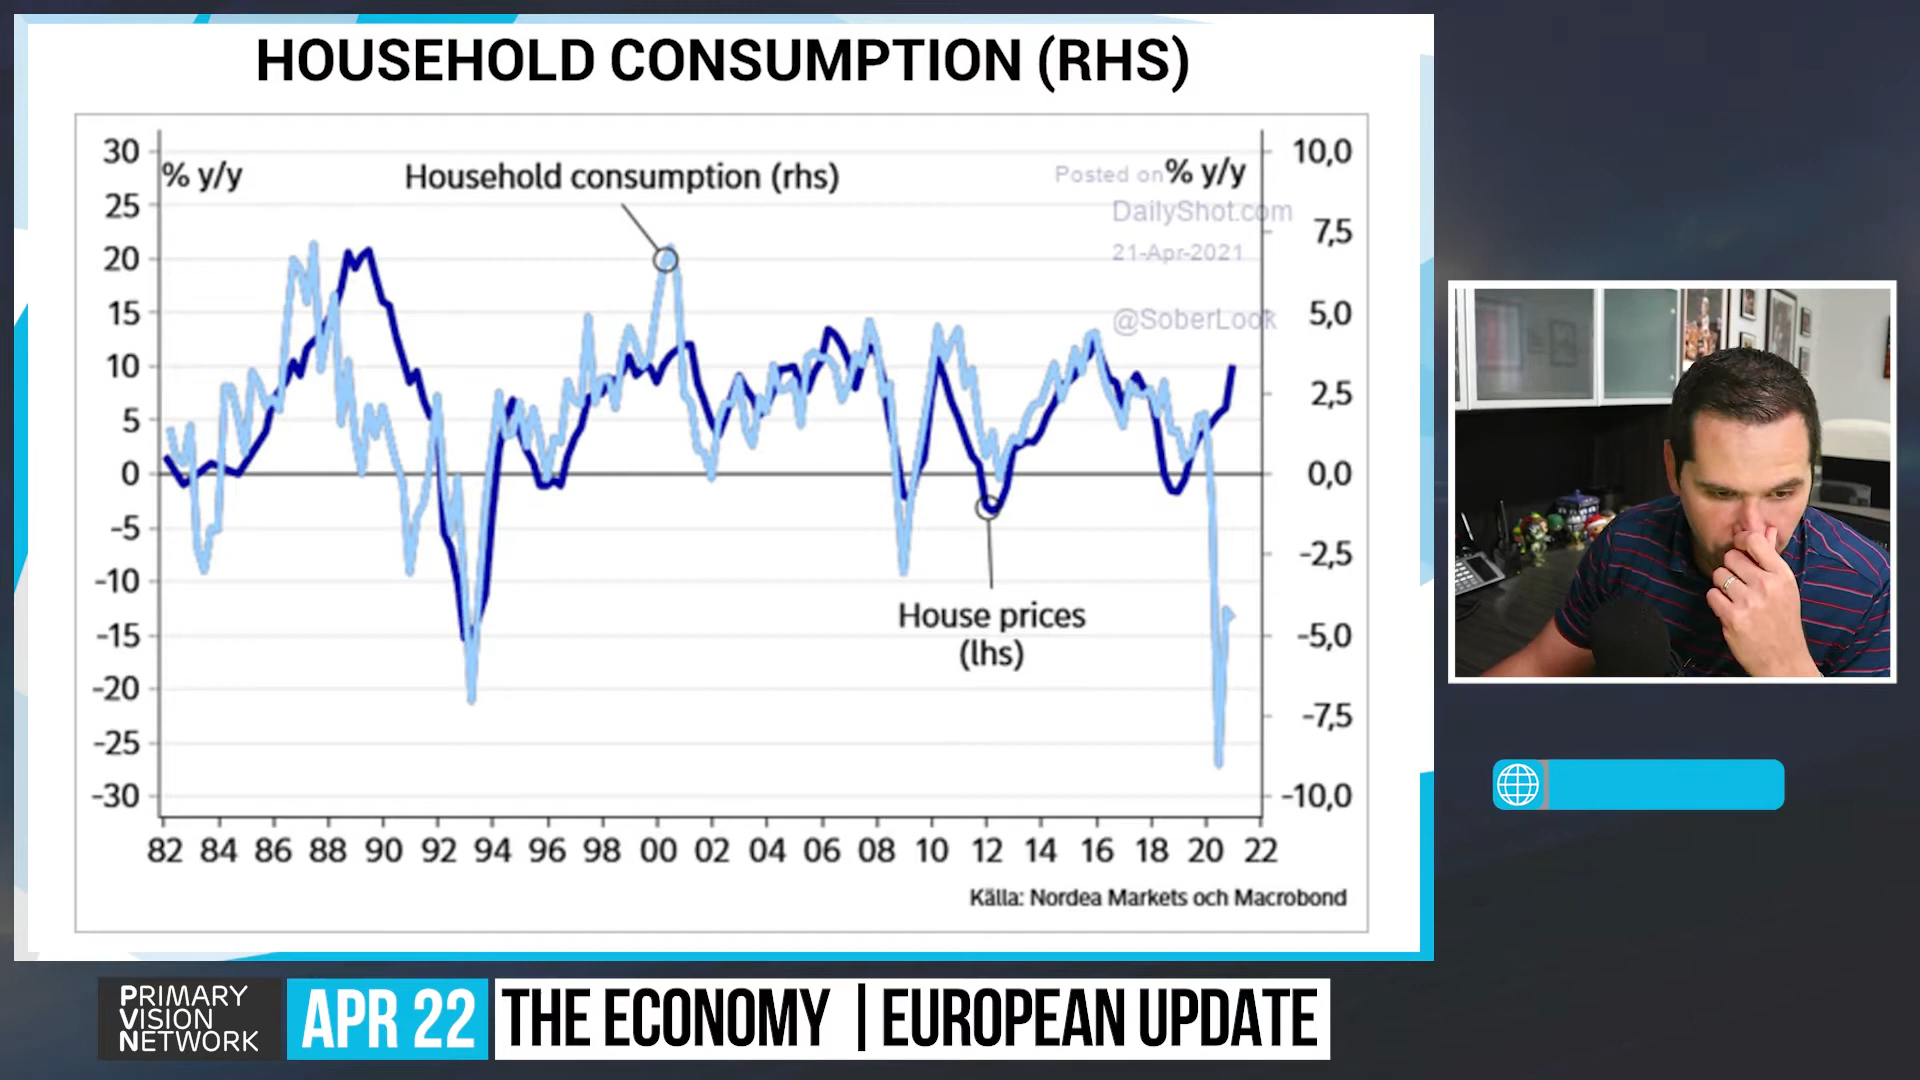 HOUSEHOLD CONSUMPTION (RHS)
% y/y
Household consumption (rhs)
Posted on
% y/y
DailyShot.com
21-Apr-2021
@SoberLook
30
25
20
15
10
5
0
-5
-10
-15
-20
-25
-30
10,0
7,5
5,0
2,5
0,0
-2,5
-5,0
-7,5
-10,0
House prices
(lhs)
82 84 86 88 90 92 94 96 98 00 02 04 06 08 10 12 14 16 18 20 22
Källa: Nordea Markets och Macrobond
PRIMARY
VISION
NETWORK
APR 22
THE ECONOMY | EUROPEAN UPDATE